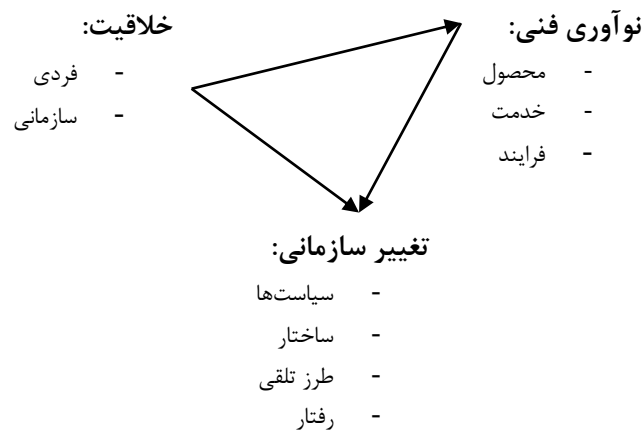 نوآوری فنی:
- محصول
- خدمت
- فرایند
خلاقیت:
- فردی
- سازمانی
تغییر سازمانی:
- سیاست‌ها
- ساختار
- طرز تلقی
- رفتار